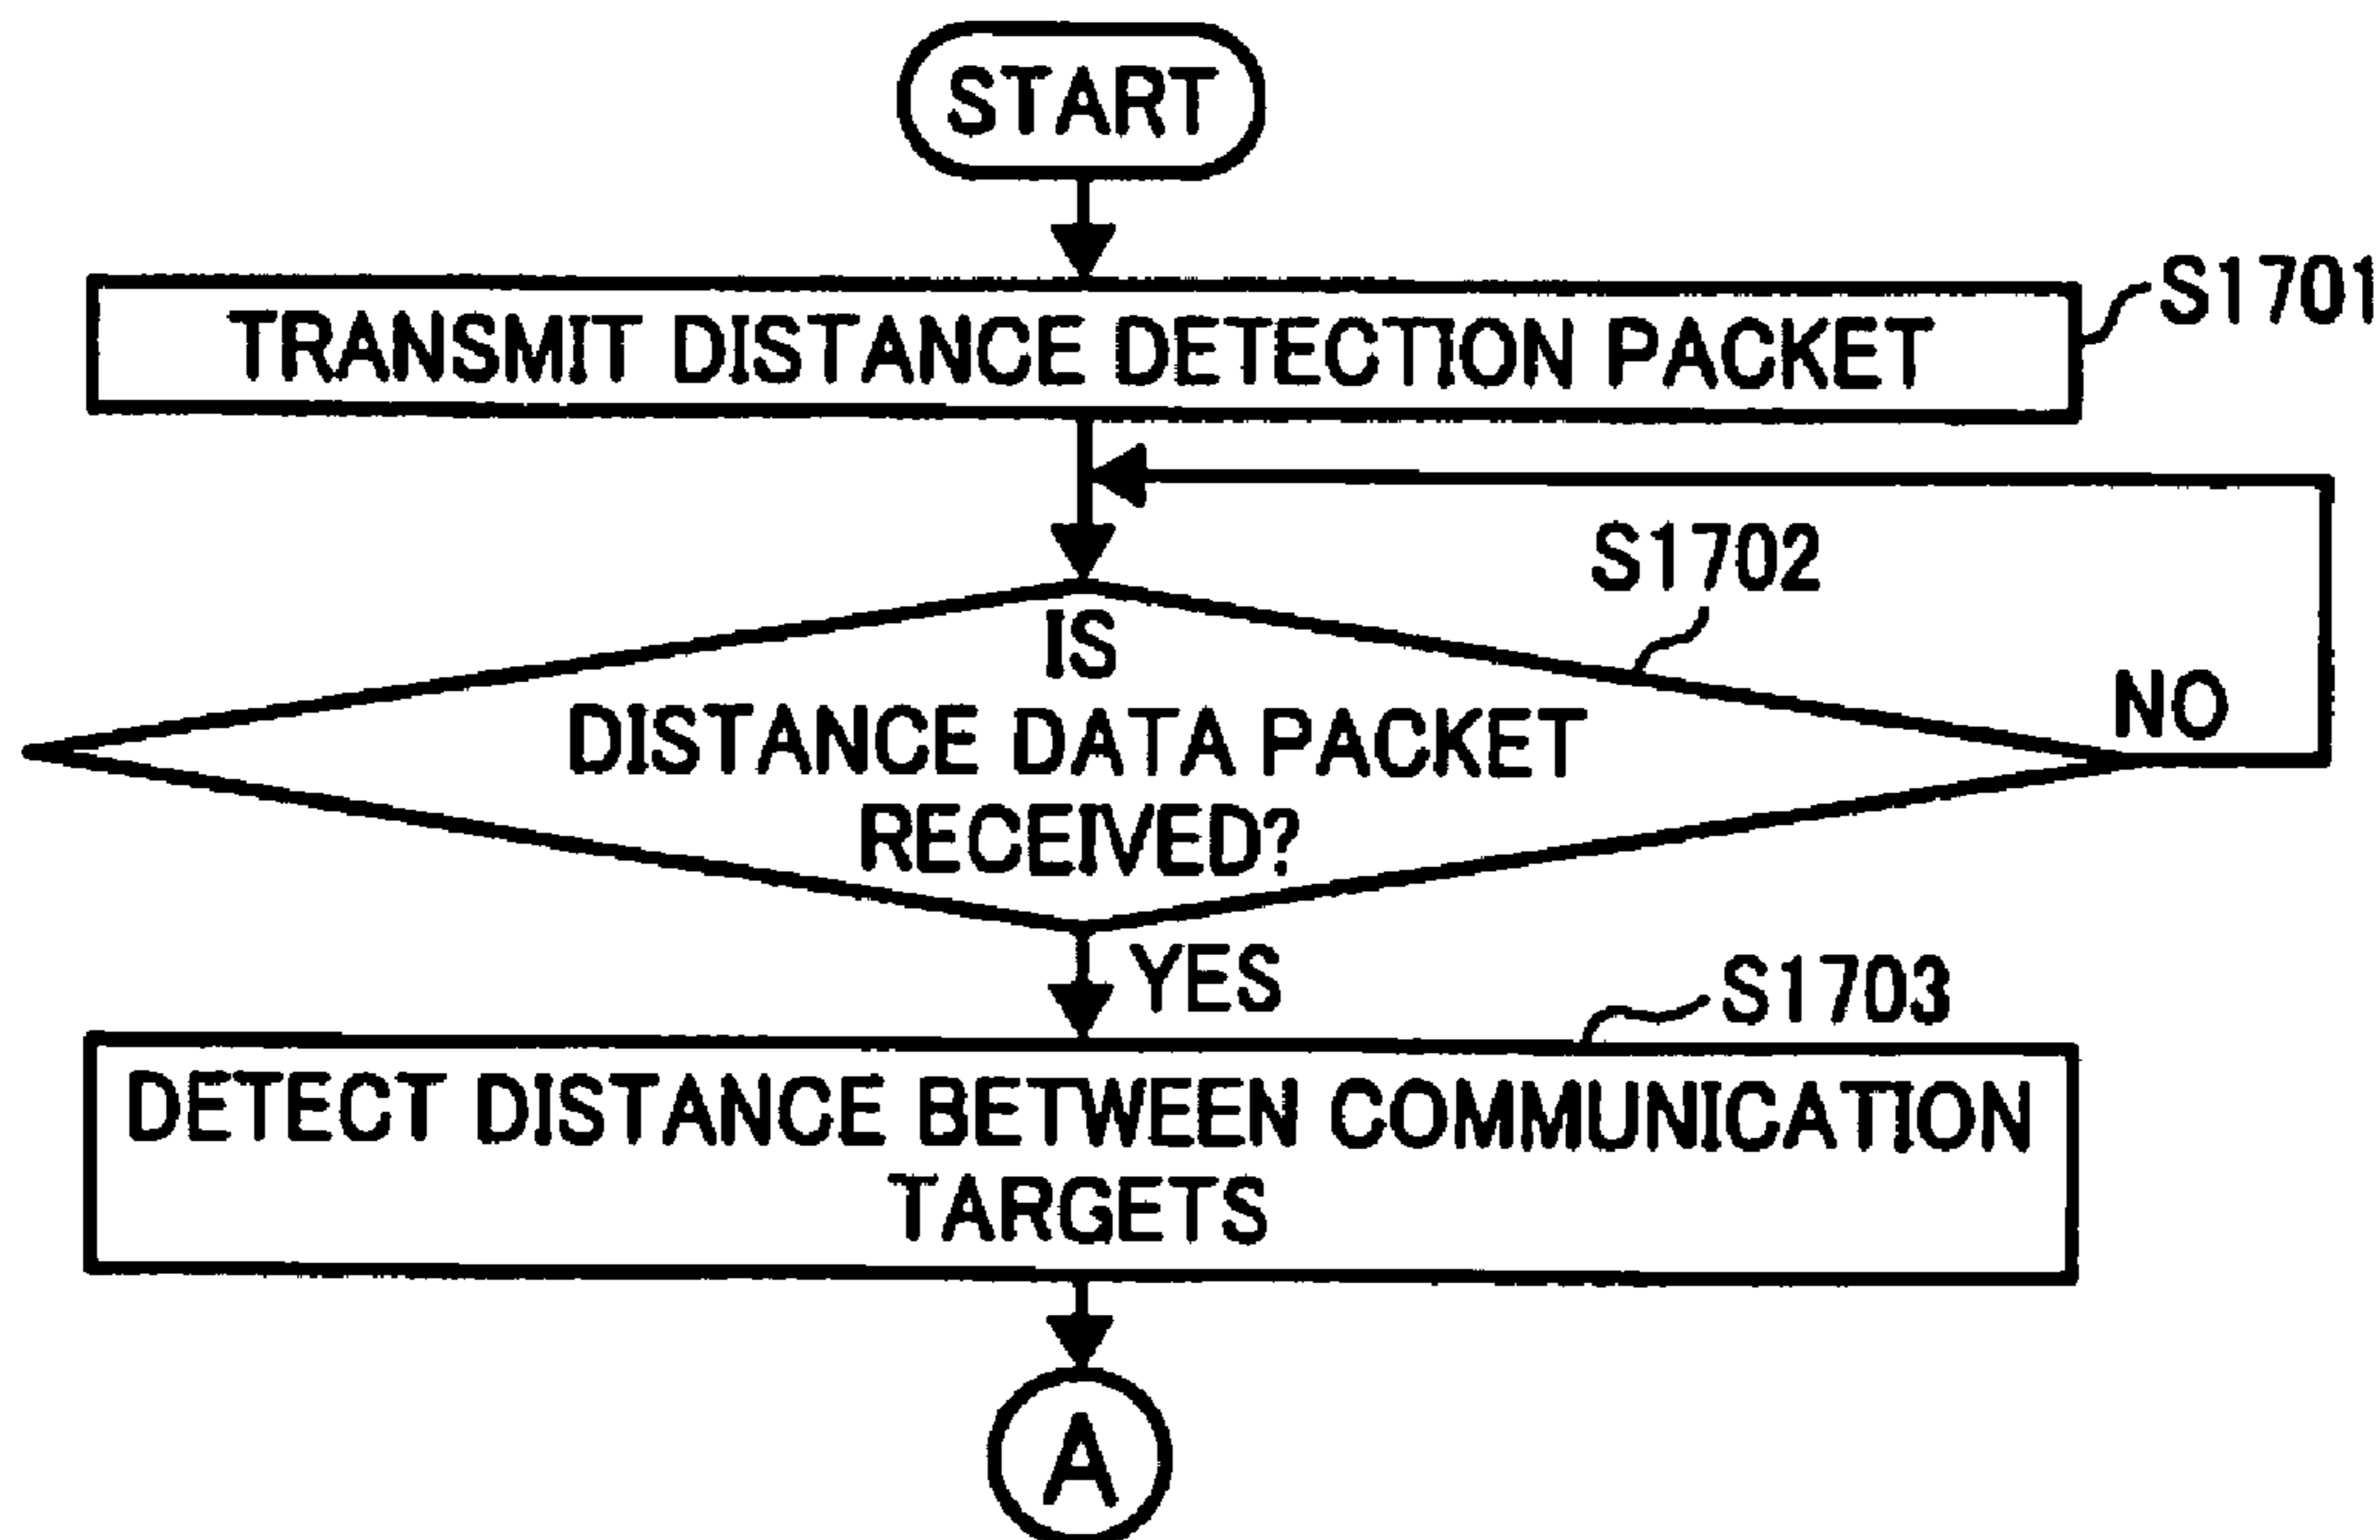 START
S1701
TRANSMIT DISTANCE DETECTION PACKET
S1702
IS
DISTANCE DATA PACKET
RECEIVED?
NO
YES
S1703
DETECT DISTANCE BETWEEN COMMUNICATION
TARGETS
A